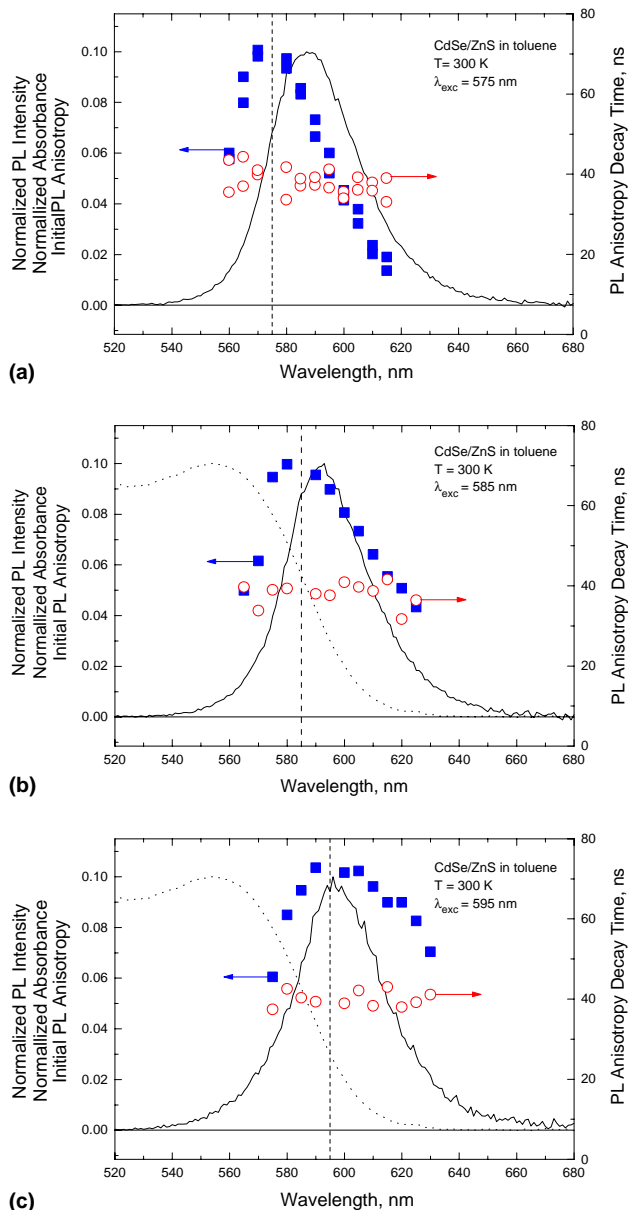 0.10
0.08
0.06
0.04
0.02
0.00
80
70
60
50
40
30
20
10
0
Normalized PL Intensity
Normallized Absorbance
InitialPL Anisotropy
PL Anisotropy Decay Time, ns
CdSe/ZnS in toluene
T= 300 K
λexc = 575 nm
520 540 560 580 600 620 640 660 680
Wavelength, nm
(a)
0.10
0.08
0.06
0.04
0.02
0.00
80
60
40
20
0
Normalized PL Intensity
Normallized Absorbance
Initial PL Anisotropy
PL Anisotropy Decay Time, ns
CdSe/ZnS in toluene
T = 300 K
λexc = 585 nm
520 540 560 580 600 620 640 660 680
Wavelength, nm
(b)
0.10
0.08
0.06
0.04
0.02
0.00
80
60
40
20
0
Normalized PL Intensity
Normallized Absorbance
Initial PL Anisotropy
PL Anisotropy Decay Time, ns
CdSe/ZnS in toluene
T = 300 K
λexc = 595 nm
520 540 560 580 600 620 640 660 680
Wavelength, nm
(c)